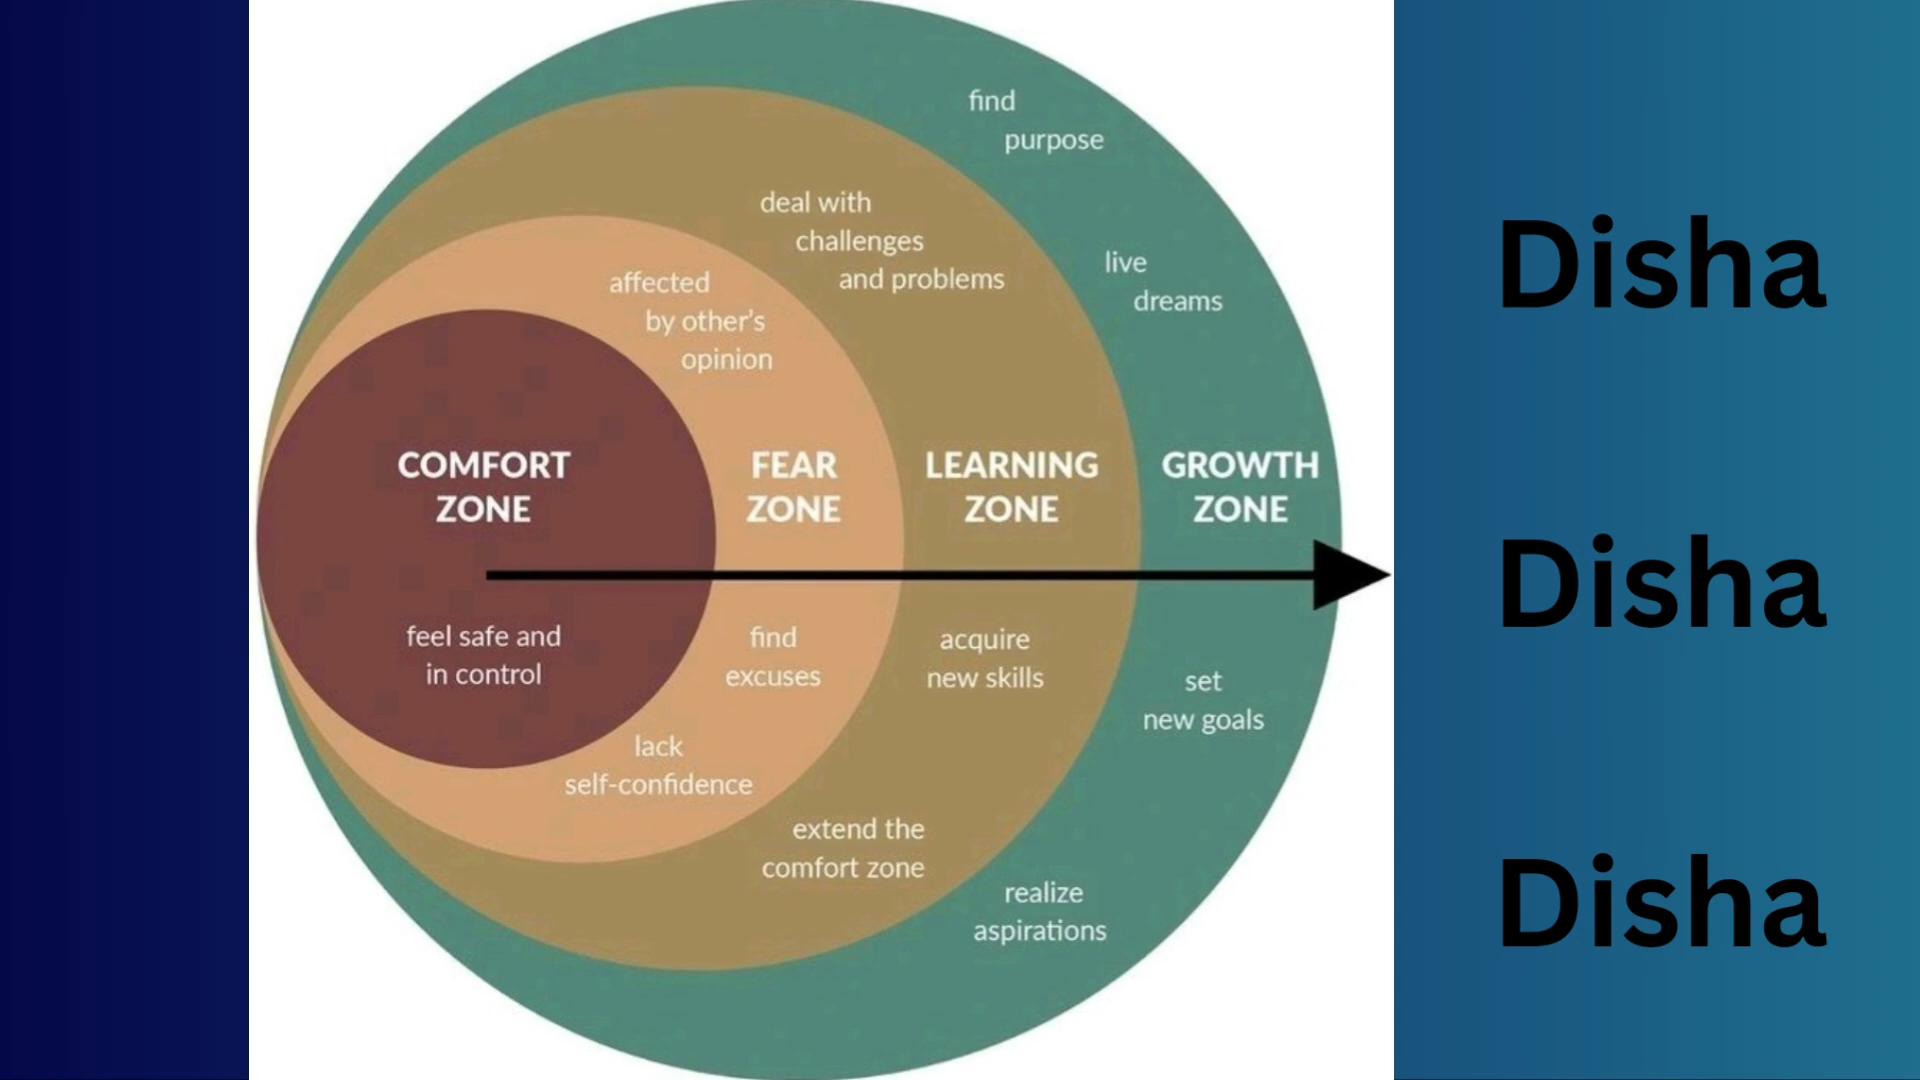 find
purpose
deal with
challenges
and problems
live
dreams
affected
by other's
opinion
COMFORT
ZONE
FEAR
ZONE
LEARNING
ZONE
GROWTH
ZONE
feel safe and
in control
find
excuses
acquire
new skills
set
new goals
lack
self-confidence
extend the
comfort zone
realize
aspirations
Disha
Disha
Disha